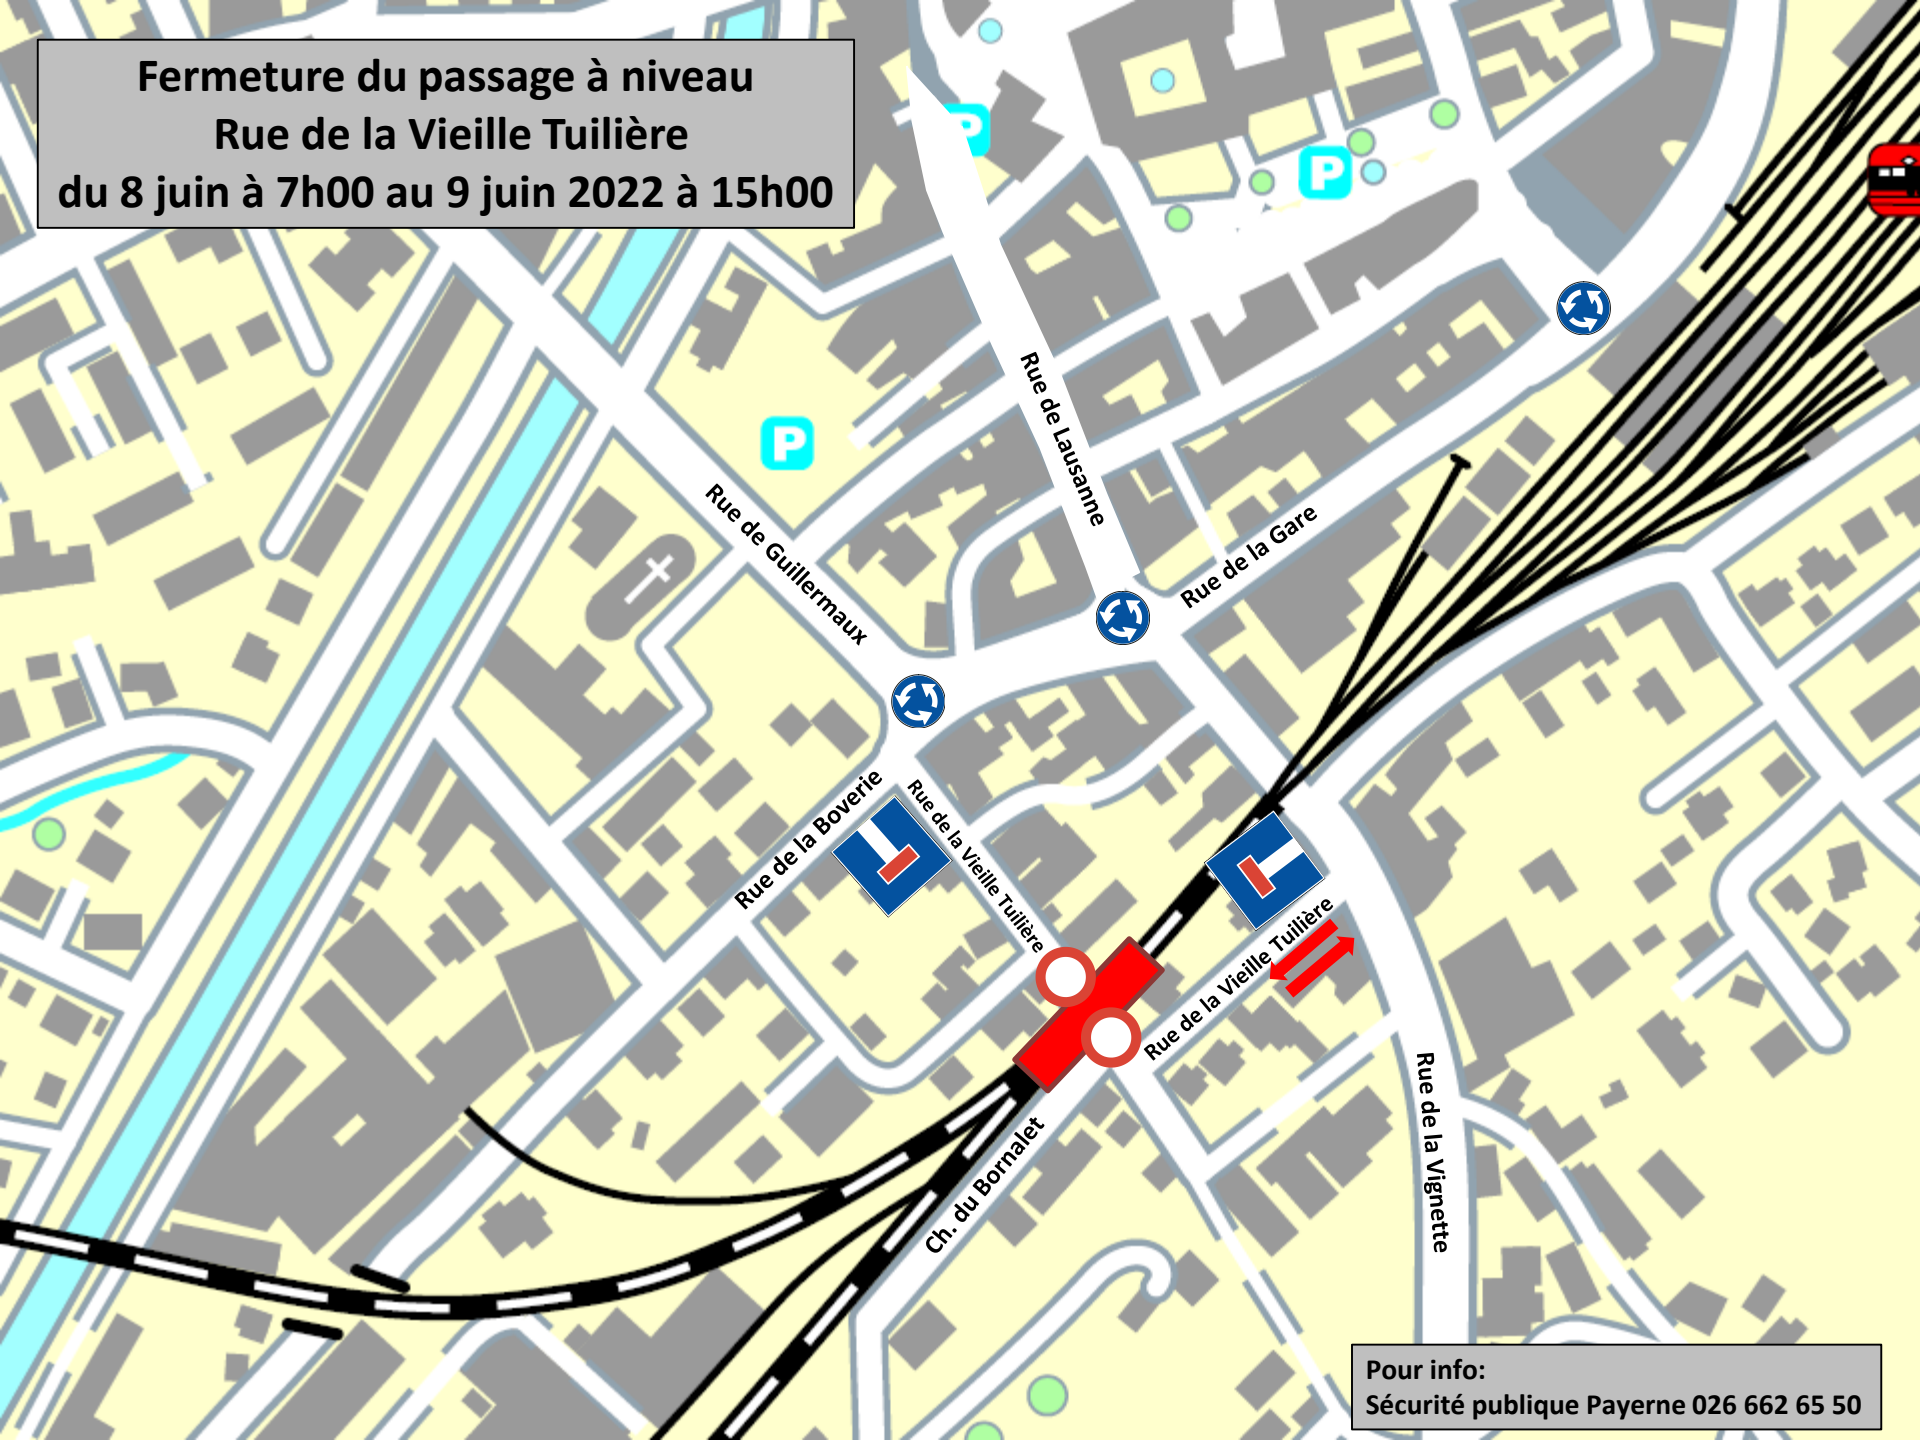 Fermeture du passage à niveau
Rue de la Vieille Tuilière
du 8 juin à 7h00 au 9 juin 2022 à 15h00
P
P
P
Rue de Lausanne
Rue de Guillermaux
Rue de la Gare
Rue de la Boverie
Rue de la Vieille Tuilière
Rue de la Vieille Tuilière
Ch. du Bornalet
Rue de la Vignette
Pour info:
Sécurité publique Payerne 026 662 65 50